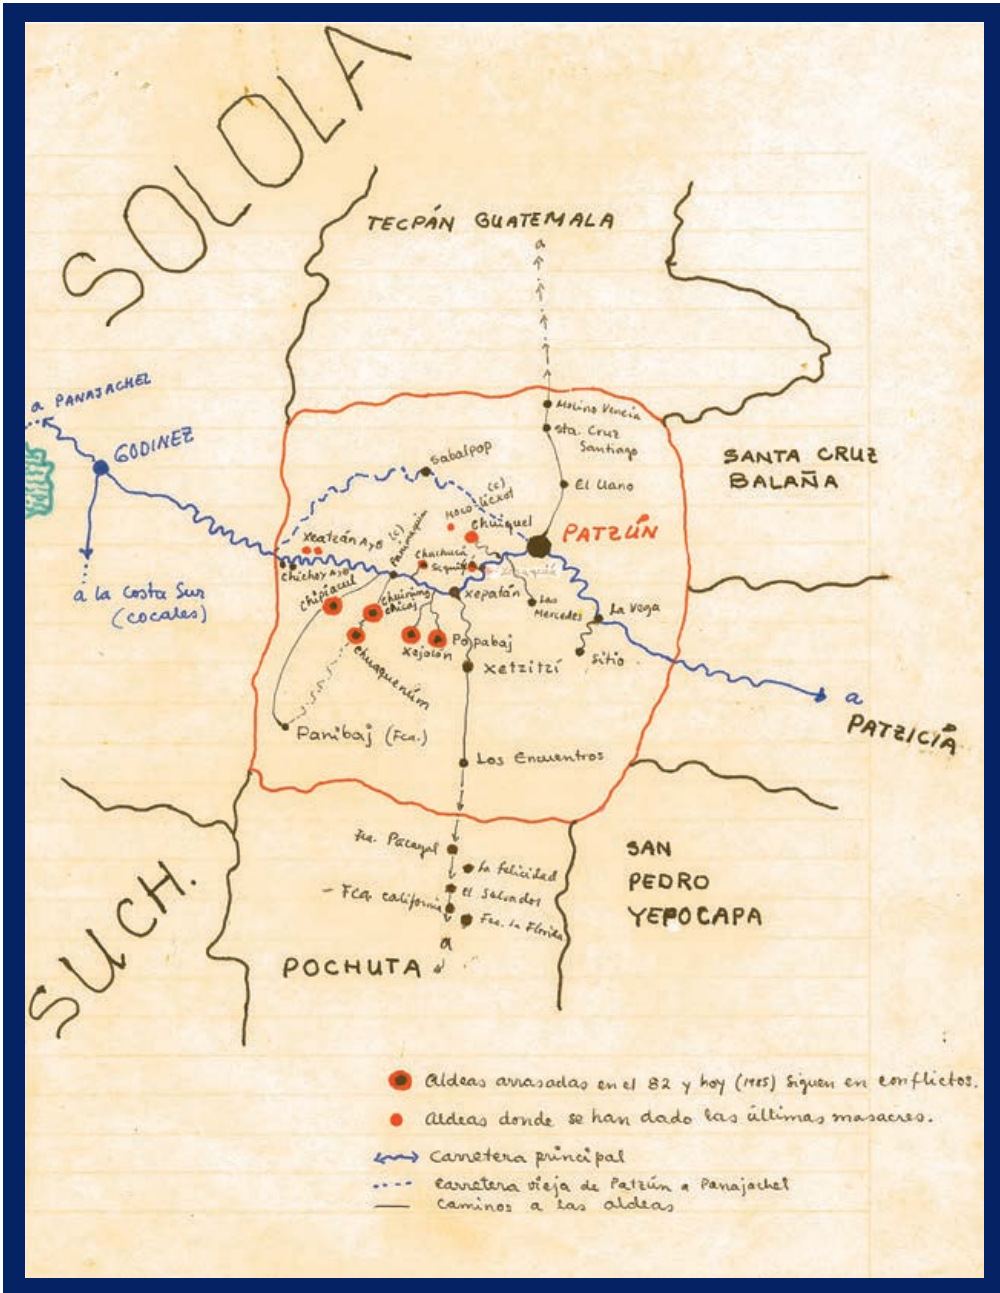 SOLOLA
TECPÁN GUATEMALA
a
a PANAJACHEL
GODINEZ
Molino Venecia
Sta. Cruz
Santiago
SANTA CRUZ
BALAÑA
Sabalpop
El Llano
(c)
chuiquel
PATZÚN
xeatzán AyB (c)
Chuchucá
chichoy AyB
chipiacul
xepatán
Las
Mercedes
La Vega
a la Costa Sur
(cocales)
chuinimachicaj
xejolón
Popabaj
Sitio
xetzitzí
chuaquenúm
a
PATZICIA
Panibaj (Fca.)
Los Encuentros
SUCH.
Fca. Pacayal
La felicidad
el Salvador
- Fca. california
Fca. La Florida
SAN
PEDRO
YEPOCAPA
a
POCHUTA
Aldeas arrasadas en el 82 y hoy (1985) siguen en conflictos.
Aldeas donde se han dado las últimas masacres.
Carretera principal
carretera vieja de Patzún a Panajachel
Caminos a las aldeas